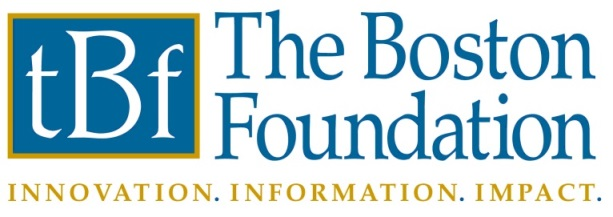 tBf
The Boston
Foundation
INNOVATION. INFORMATION. IMPACT.